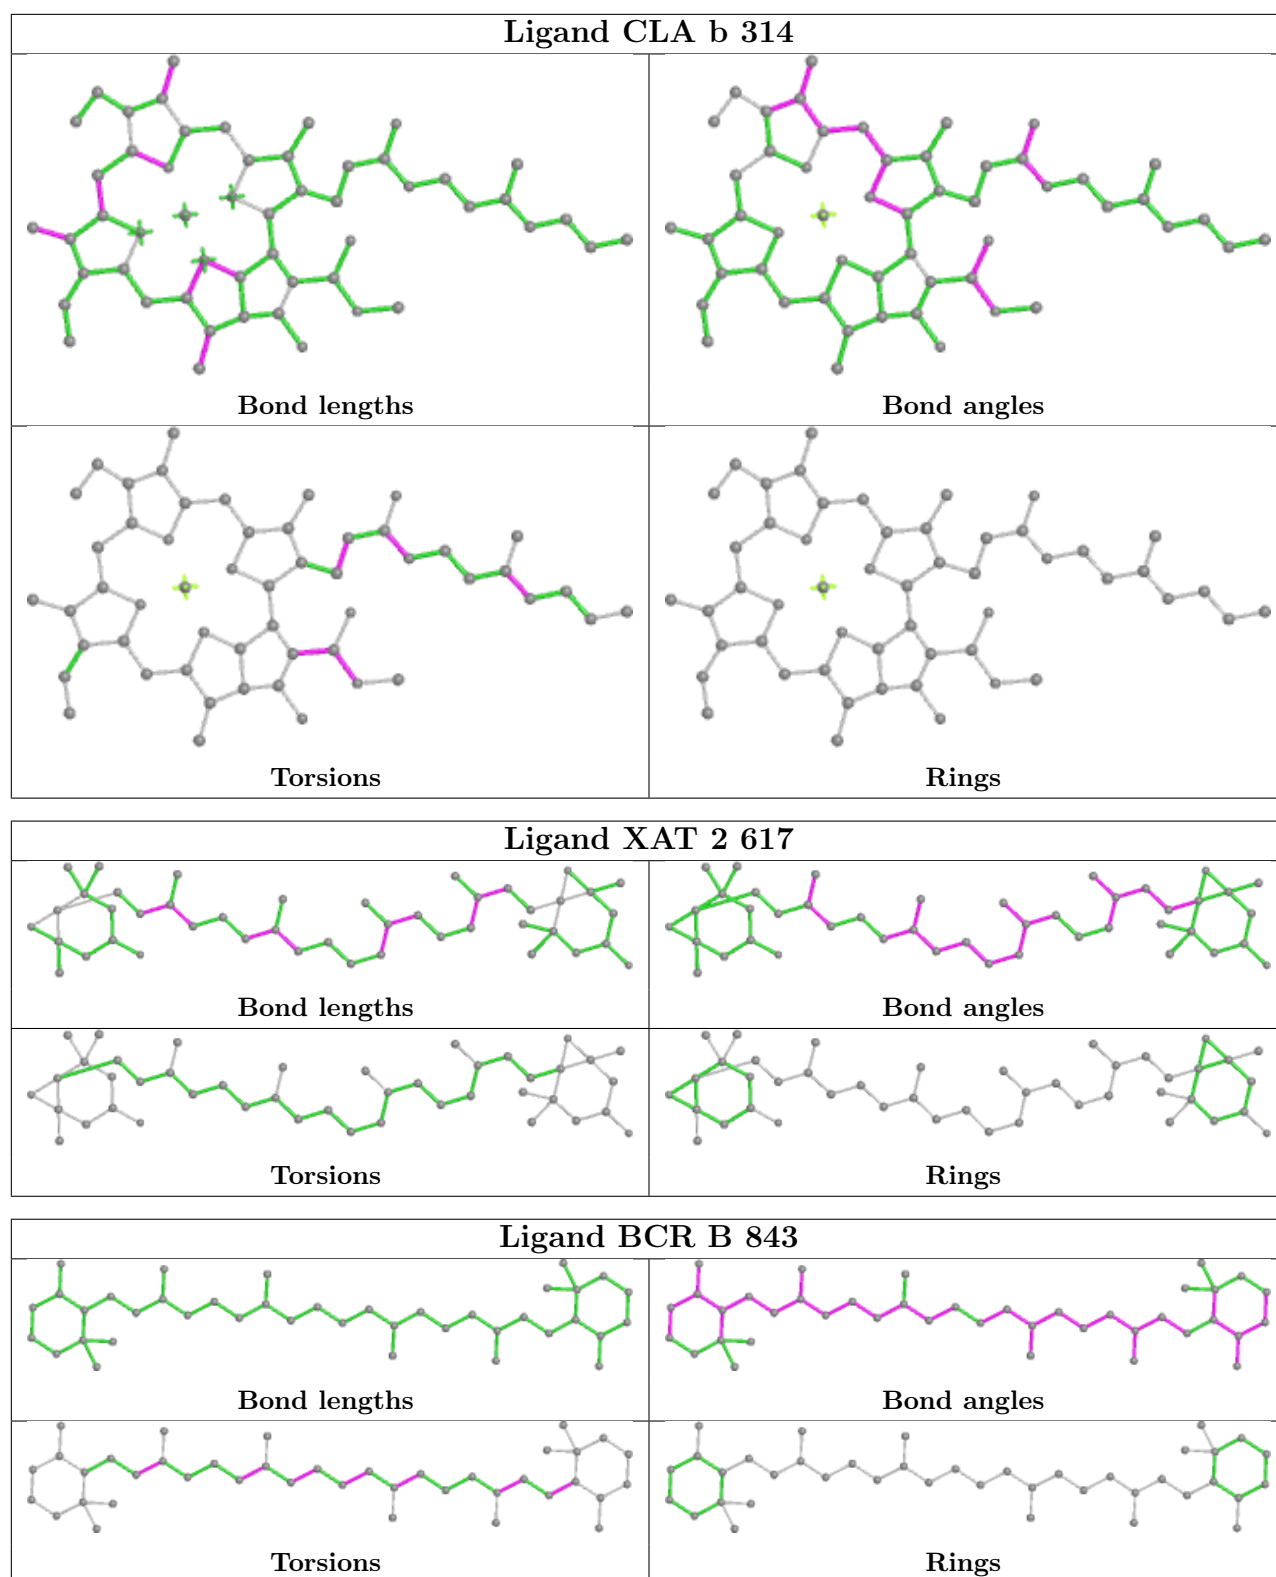 Ligand CLA b 314
Bond lengths
Bond angles
Torsions
Rings
Ligand XAT 2 617
Bond lengths
Bond angles
Torsions
Rings
Ligand BCR B 843
Bond lengths
Bond angles
Torsions
Rings